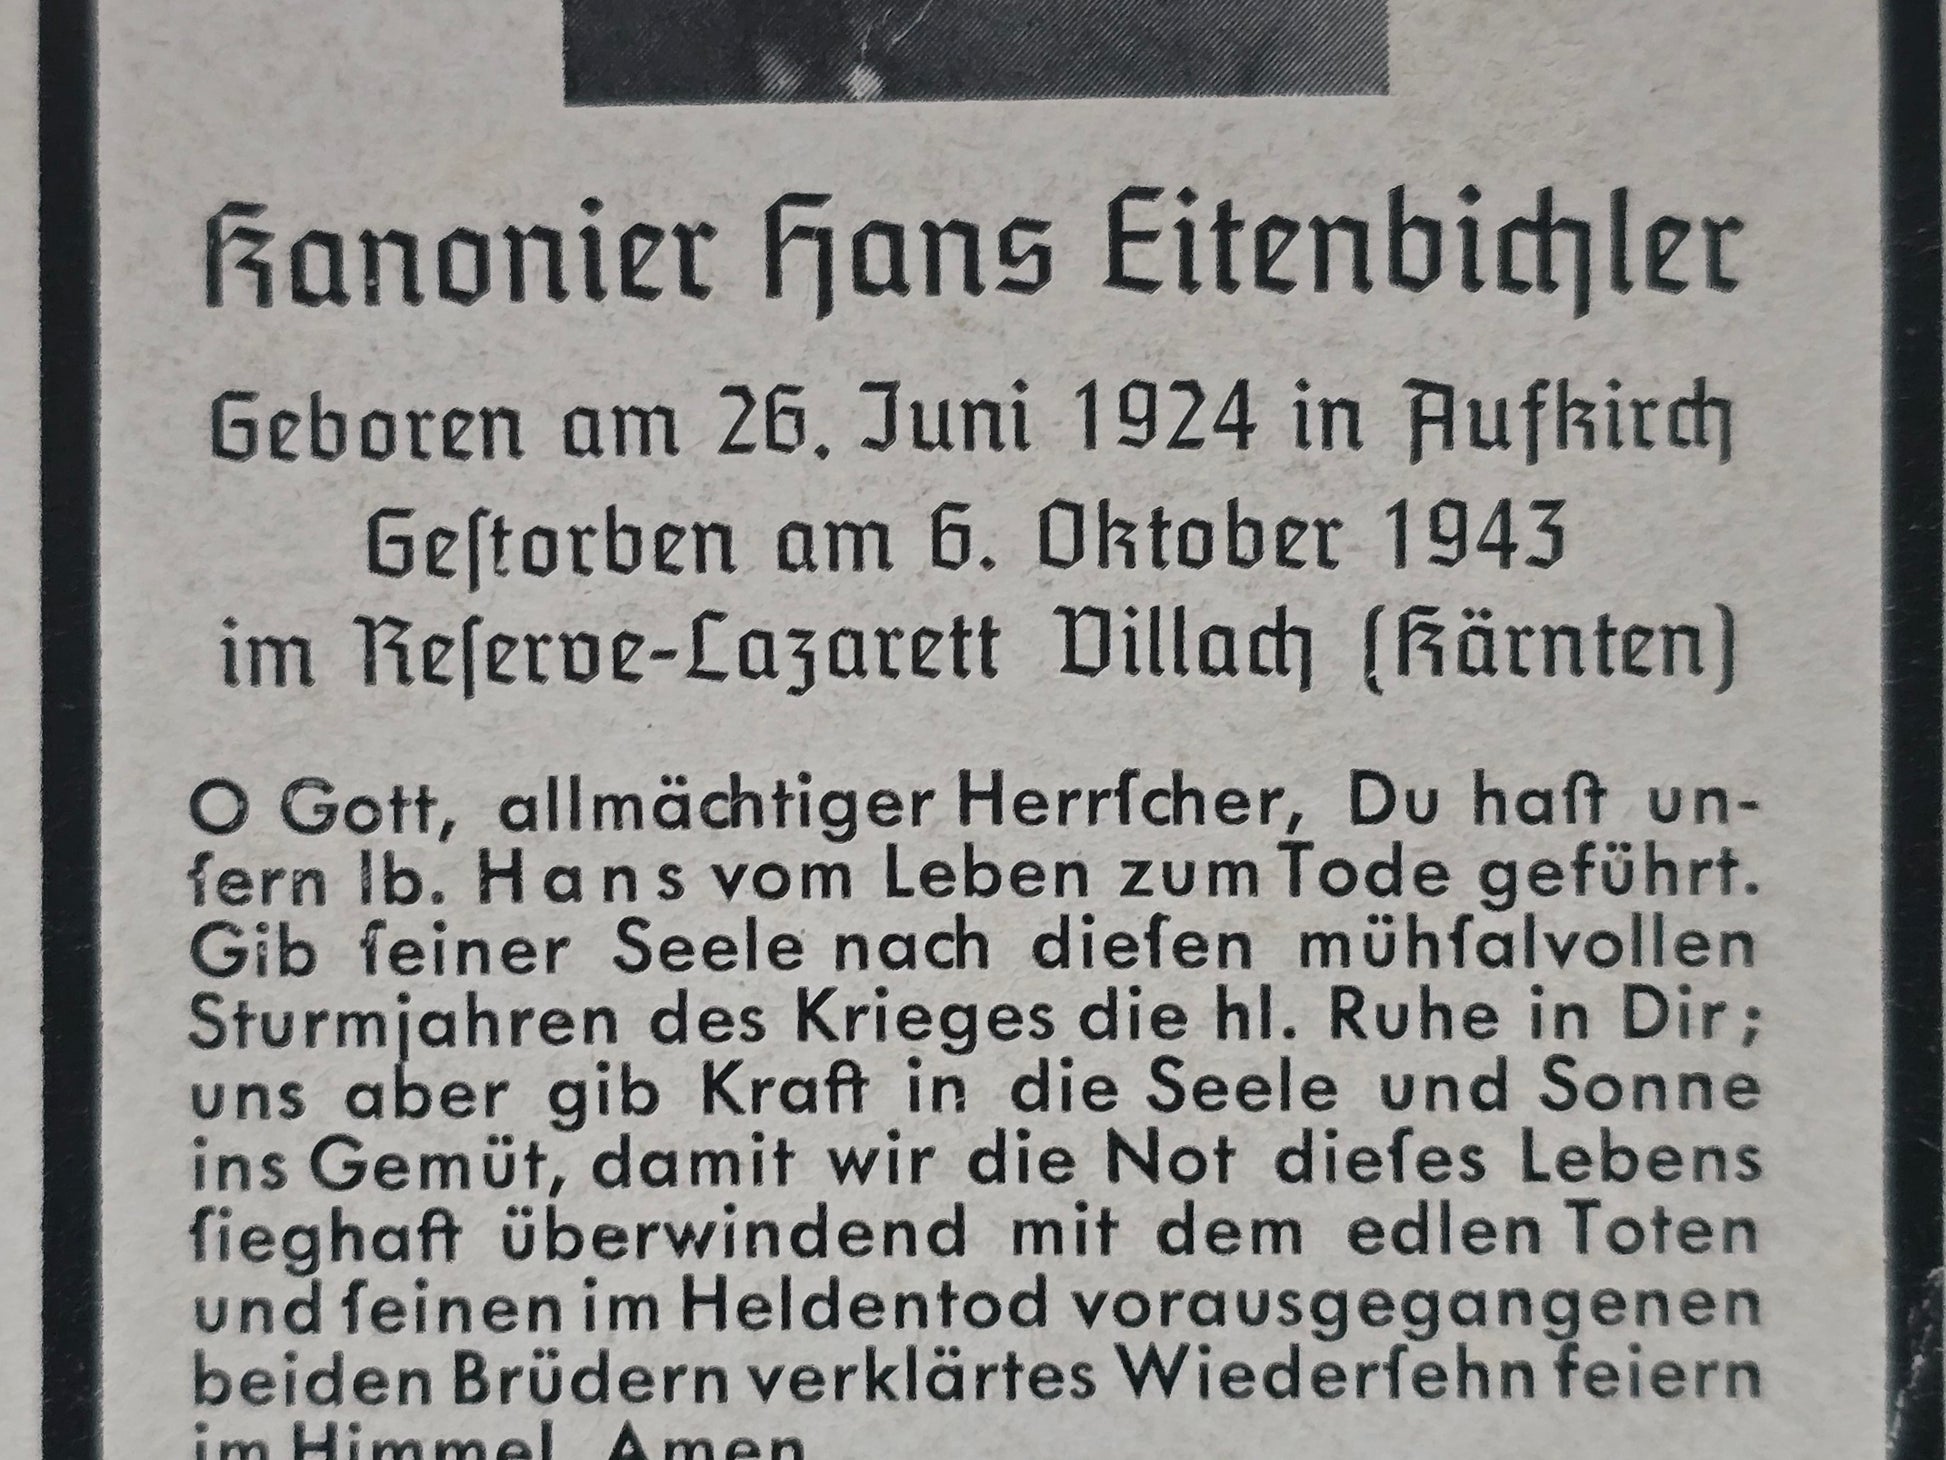 Kanonier Hans Eitenbichler
Geboren am 26. Juni 1924 in Aufkirch
Geſtorben am 6. Oktober 1943
im Reſerve-Lazarett Villach (Kärnten)
O Gott, allmächtiger Herrſcher, Du haſt un-
ſern lb. Hans vom Leben zum Tode geführt.
Gib ſeiner Seele nach dieſen mühſalvollen
Sturmjahren des Krieges die hl. Ruhe in Dir;
uns aber gib Kraft in die Seele und Sonne
ins Gemüt, damit wir die Not dieſes Lebens
ſieghaft überwindend mit dem edlen Toten
und ſeinen im Heldentod vorausgegangenen
beiden Brüdern verklärtes Wiederſehn feiern
im Himmel. Amen.